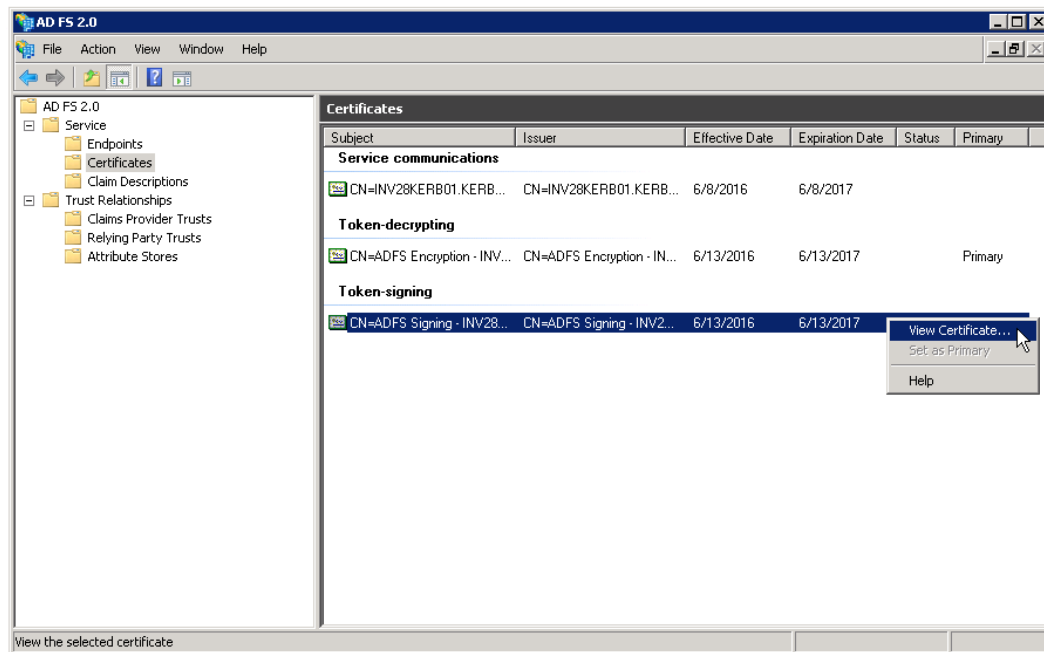 AD FS 2.0
File Action View Window Help
AD FS 2.0
Service
Endpoints
Certificates
Claim Descriptions
Trust Relationships
Claims Provider Trusts
Relying Party Trusts
Attribute Stores
Certificates
Subject Issuer Effective Date Expiration Date Status Primary
Service communications
CN=INV28KERB01.KERB... CN=INV28KERB01.KERB... 6/8/2016 6/8/2017
Token-decrypting
CN=ADFS Encryption - INV... CN=ADFS Encryption - IN... 6/13/2016 6/13/2017 Primary
Token-signing
CN=ADFS Signing - INV28... CN=ADFS Signing - INV2... 6/13/2016 6/13/2017
View Certificate...
Set as Primary
Help
View the selected certificate